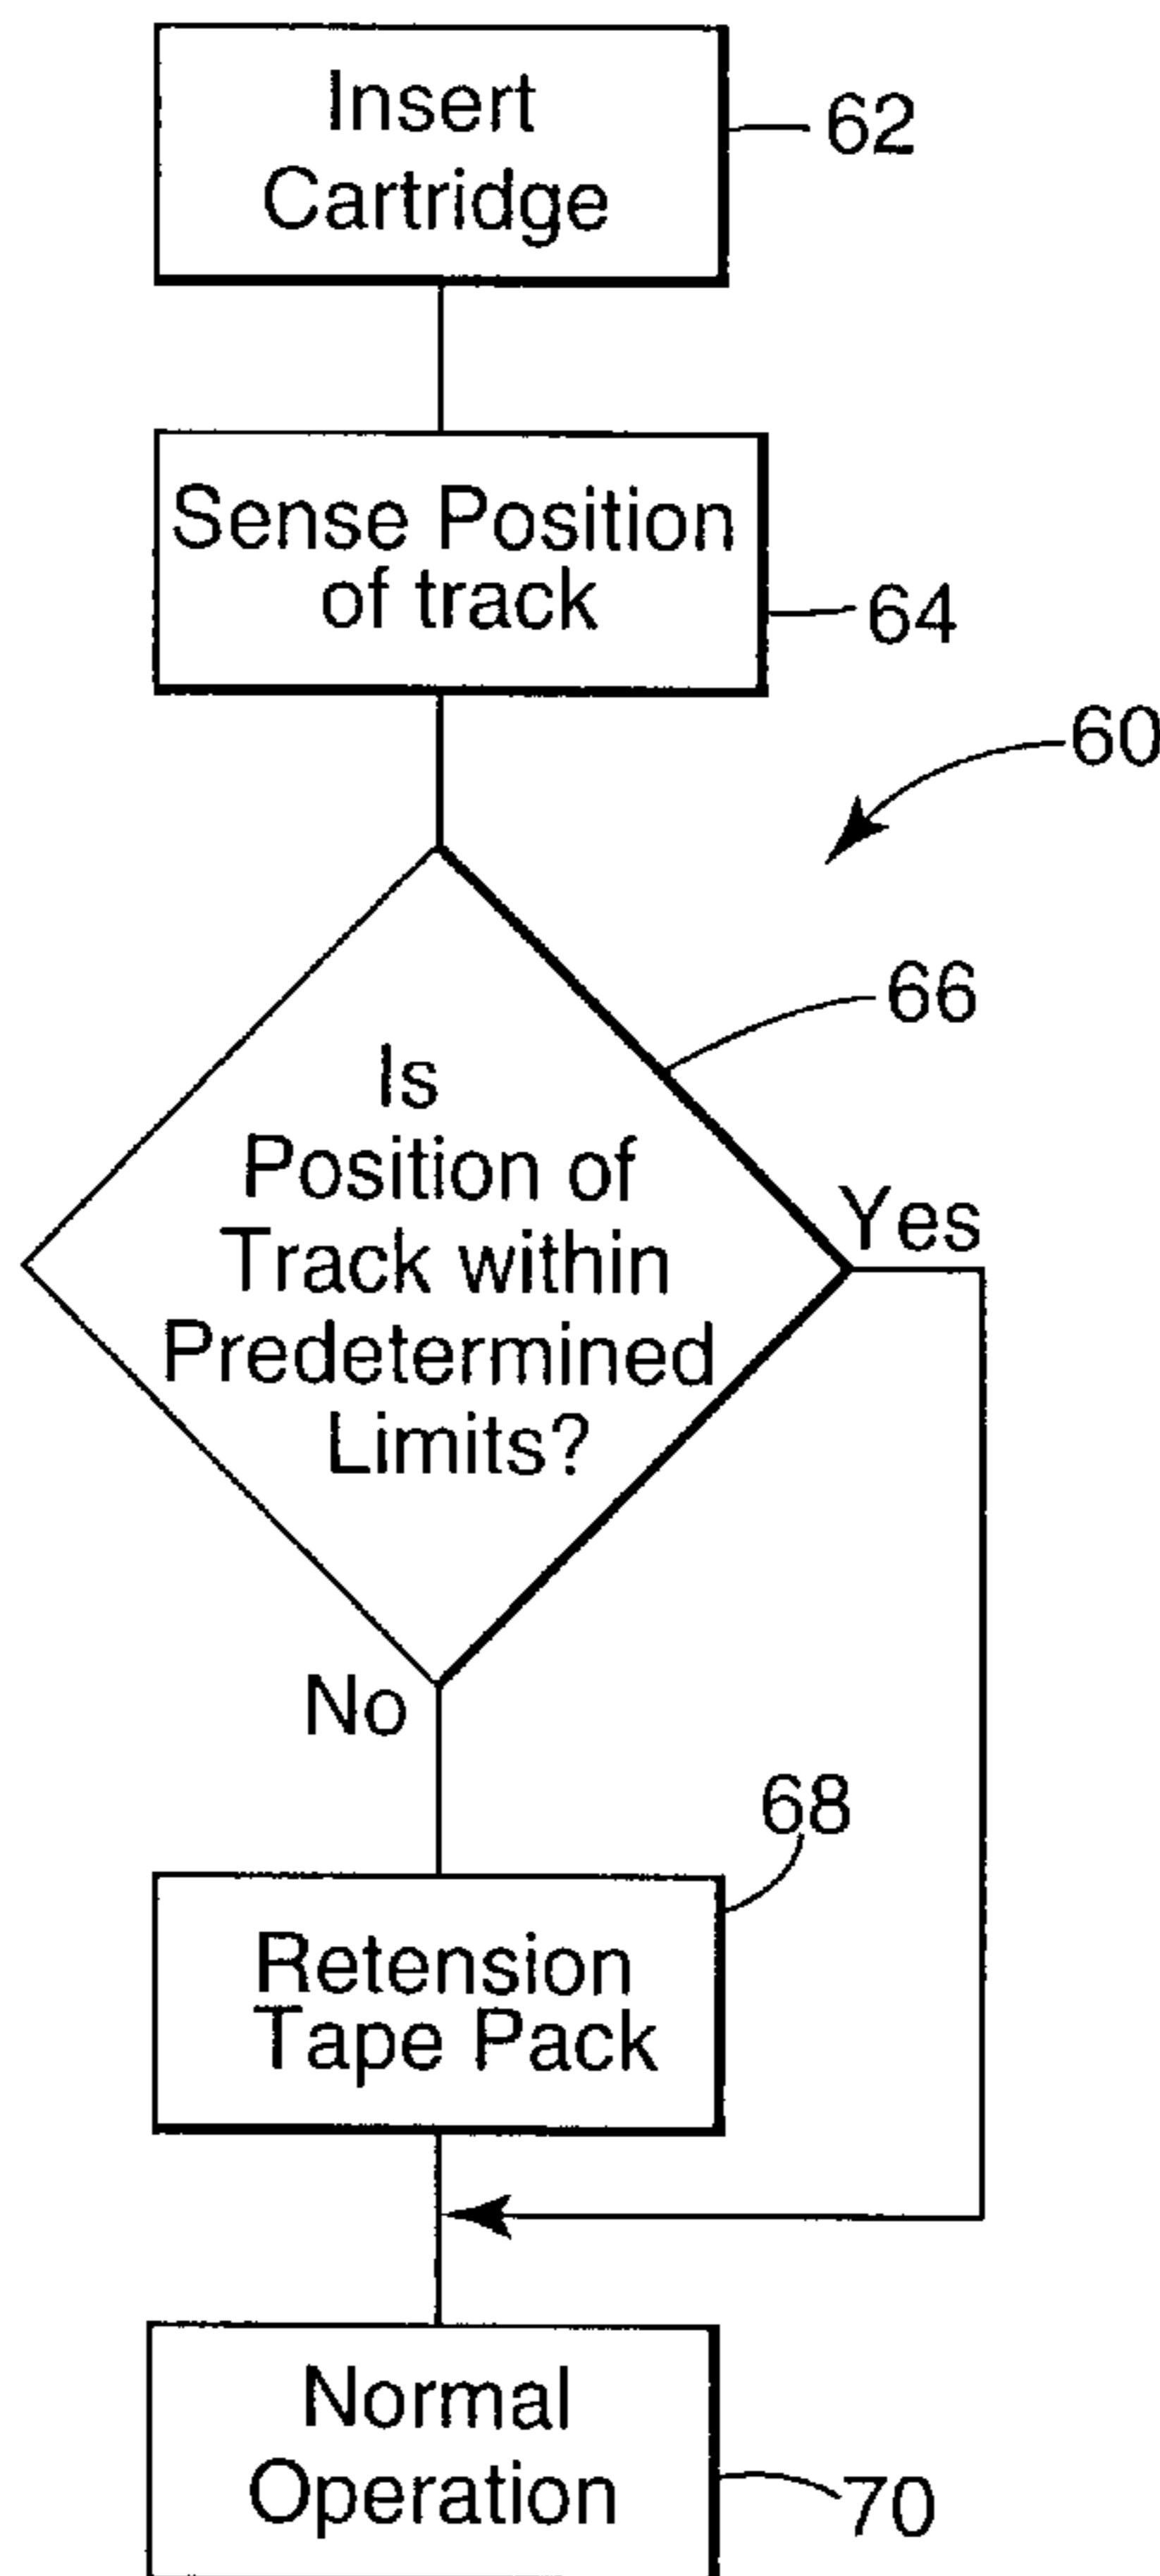 Insert
Cartridge
62
Sense Position
of track
64
60
66
Is
Position of
Track within
Predetermined
Limits?
Yes
No
68
Retension
Tape Pack
Normal
Operation
70